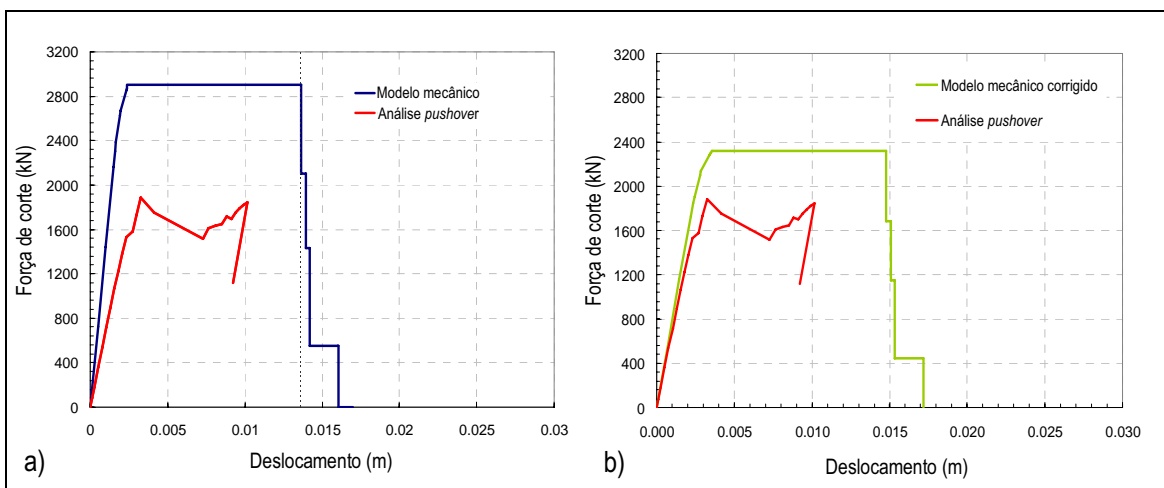 3200
2800
2400
2000
1600
1200
800
400
0
Força de corte (kN)
Modelo mecânico
Análise pushover
0 0.005 0.01 0.015 0.02 0.025 0.03
Deslocamento (m)
a)
3200
2800
2400
2000
1600
1200
800
400
0
Força de corte (kN)
Modelo mecânico corrigido
Análise pushover
0.000 0.005 0.010 0.015 0.020 0.025 0.030
Deslocamento (m)
b)